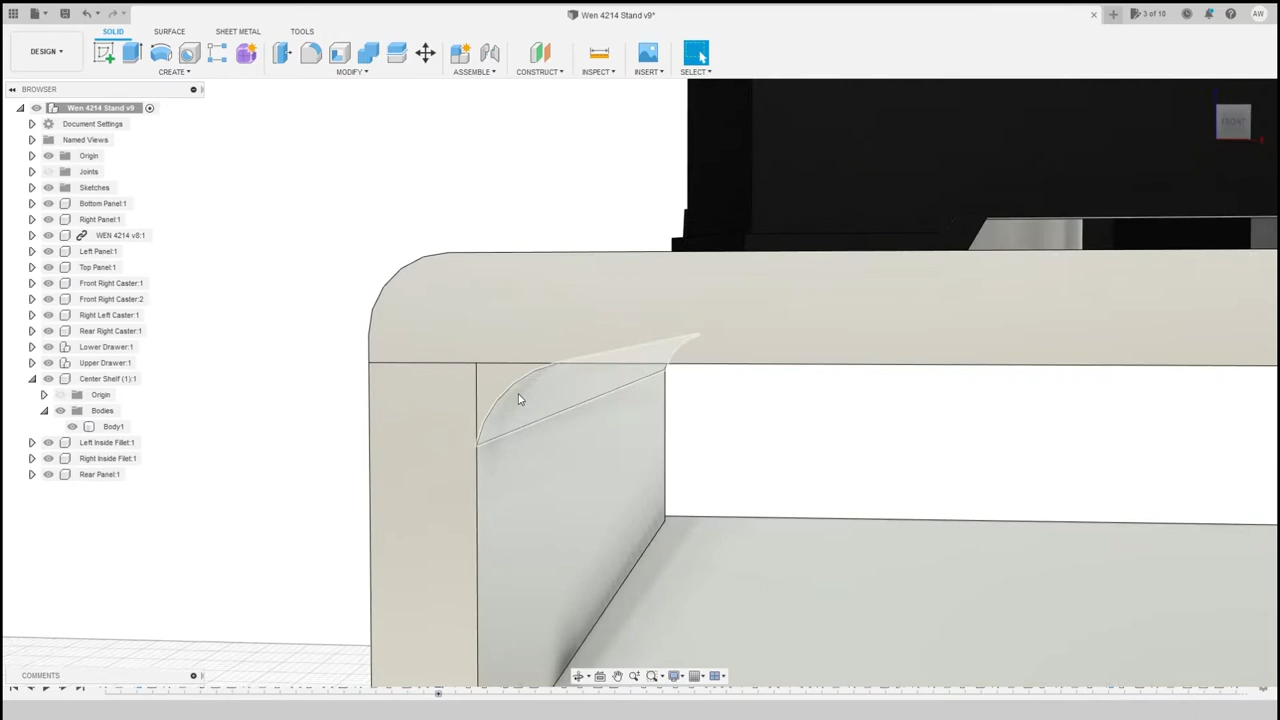 Wen 4214 Stand v9*
3 of 10
AW
DESIGN
SOLID
SURFACE
SHEET METAL
TOOLS
CREATE
MODIFY
ASSEMBLE
CONSTRUCT
INSPECT
INSERT
SELECT
BROWSER
Wen 4214 Stand v9
Document Settings
Named Views
Origin
Joints
Sketches
Bottom Panel:1
Right Panel:1
WEN 4214 v8:1
Left Panel:1
Top Panel:1
Front Right Caster:1
Front Right Caster:2
Right Left Caster:1
Rear Right Caster:1
Lower Drawer:1
Upper Drawer:1
Center Shelf (1):1
Origin
Bodies
Body1
Left Inside Fillet:1
Right Inside Fillet:1
Rear Panel:1
FRONT
COMMENTS